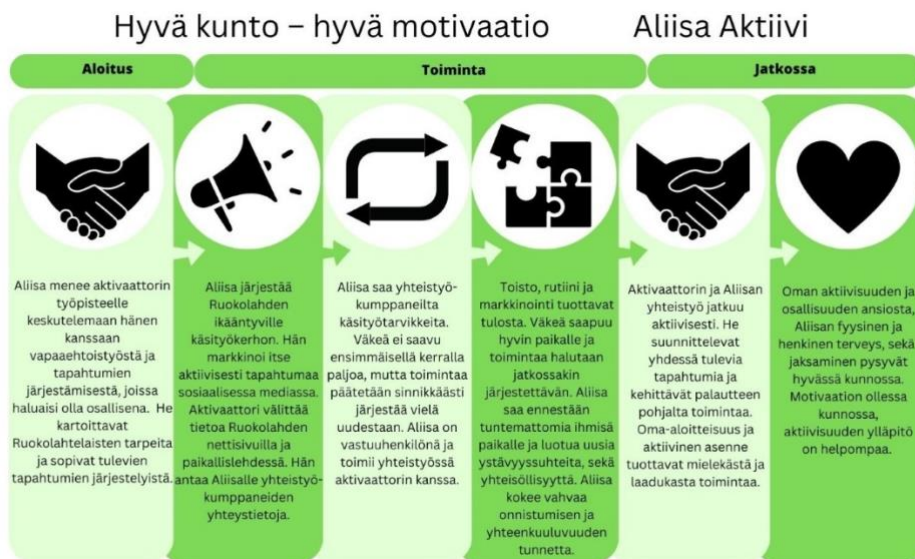 Hyvä kunto – hyvä motivaatio
Aliisa Aktiivi
Aloitus
Toiminta
Jatkossa
Aliisa menee aktivaattorin
työpisteelle
keskutelemaan hänen
kanssaan
vapaaehtoistyöstä ja
tapahtumien
järjestämisestä, joissa
haluaisi olla osallisena. He
kartoittavat
Ruokolahtelaisten tarpeita
ja sopivat tulevien
tapahtumien järjestelyistä.
Aliisa järjestää
Ruokolahden
ikääntyville
käsityökerhon. Hän
markkinoi itse
aktiivisesti tapahtumaa
sosiaalisessa mediassa.
Aktivaattori välittää
tietoa Ruokolahden
nettisivuilla ja
paikallislehdessä. Hän
antaa Aliisalle yhteistyö-
kumppaneiden
yhteystietoja.
Aliisa saa yhteistyö-
kumppaneilta
käsityötarvikkeita.
Väkeä ei saavu
ensimmäisellä kerralla
paljoa, mutta toimintaa
päätetään sinnikkäästi
järjestää vielä
uudestaan. Aliisa on
vastuuhenkilönä ja
toimii yhteistyössä
aktivaattorin kanssa.
Toisto, rutiini ja
markkinointi tuottavat
tulosta. Väkeä saapuu
hyvin paikalle ja
toimintaa halutaan
jatkossakin
järjestettävän. Aliisa
saa ennestään
tuntemattomia ihmisä
paikalle ja luotua uusia
ystävyyssuhteita, sekä
yhteisöllisyyttä. Aliisa
kokee vahvaa
onnistumisen ja
yhteenkuuluvuuden
tunnetta.
Aktivaattorin ja Aliisan
yhteistyö jatkuu
aktiivisesti. He
suunnittelevat
yhdessä tulevia
tapahtumia ja
kehittävät palautteen
pohjalta toimintaa.
Oma-aloitteisuus ja
aktiivinen asenne
tuottavat mielekästä ja
laadukasta toimintaa.
Oman aktiivisuuden ja
osallisuuden ansiosta,
Aliisan fyysinen ja
henkinen terveys, sekä
jaksaminen pysyvät
hyvässä kunnossa.
Motivaation ollessa
kunnossa,
aktiivisuuden ylläpito
on helpompaa.